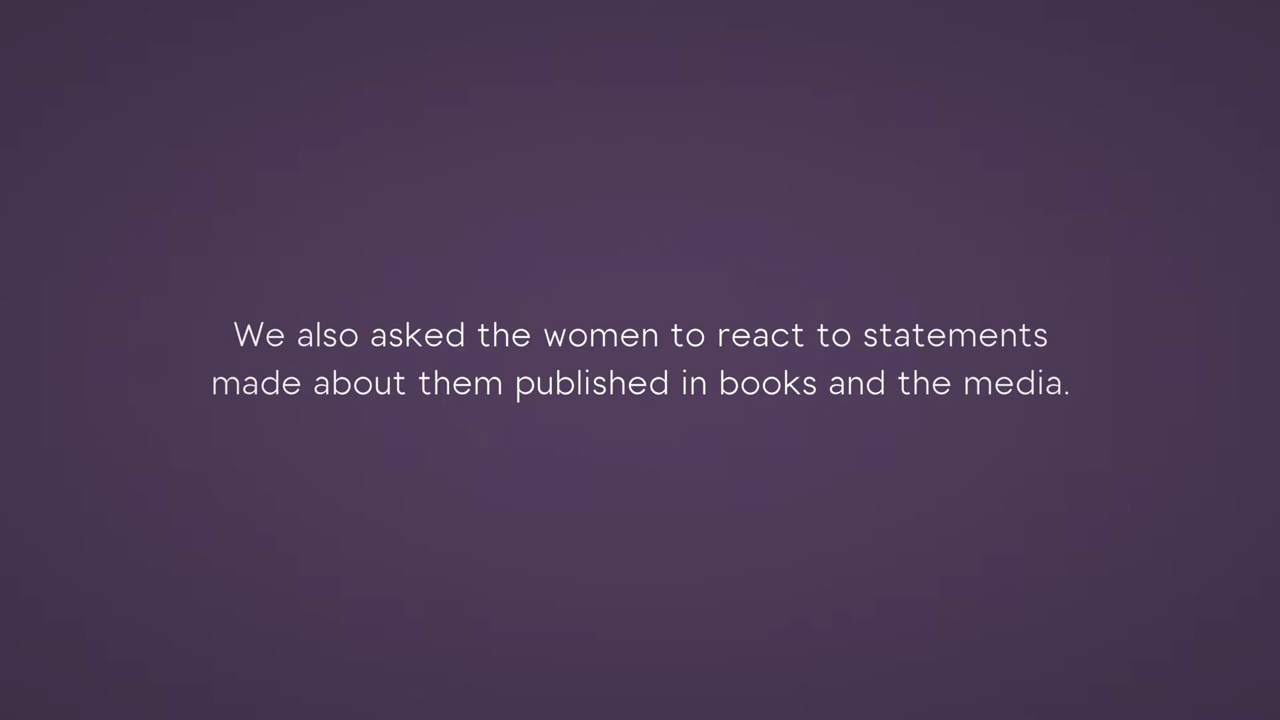 We also asked the women to react to statements
made about them published in books and the media.